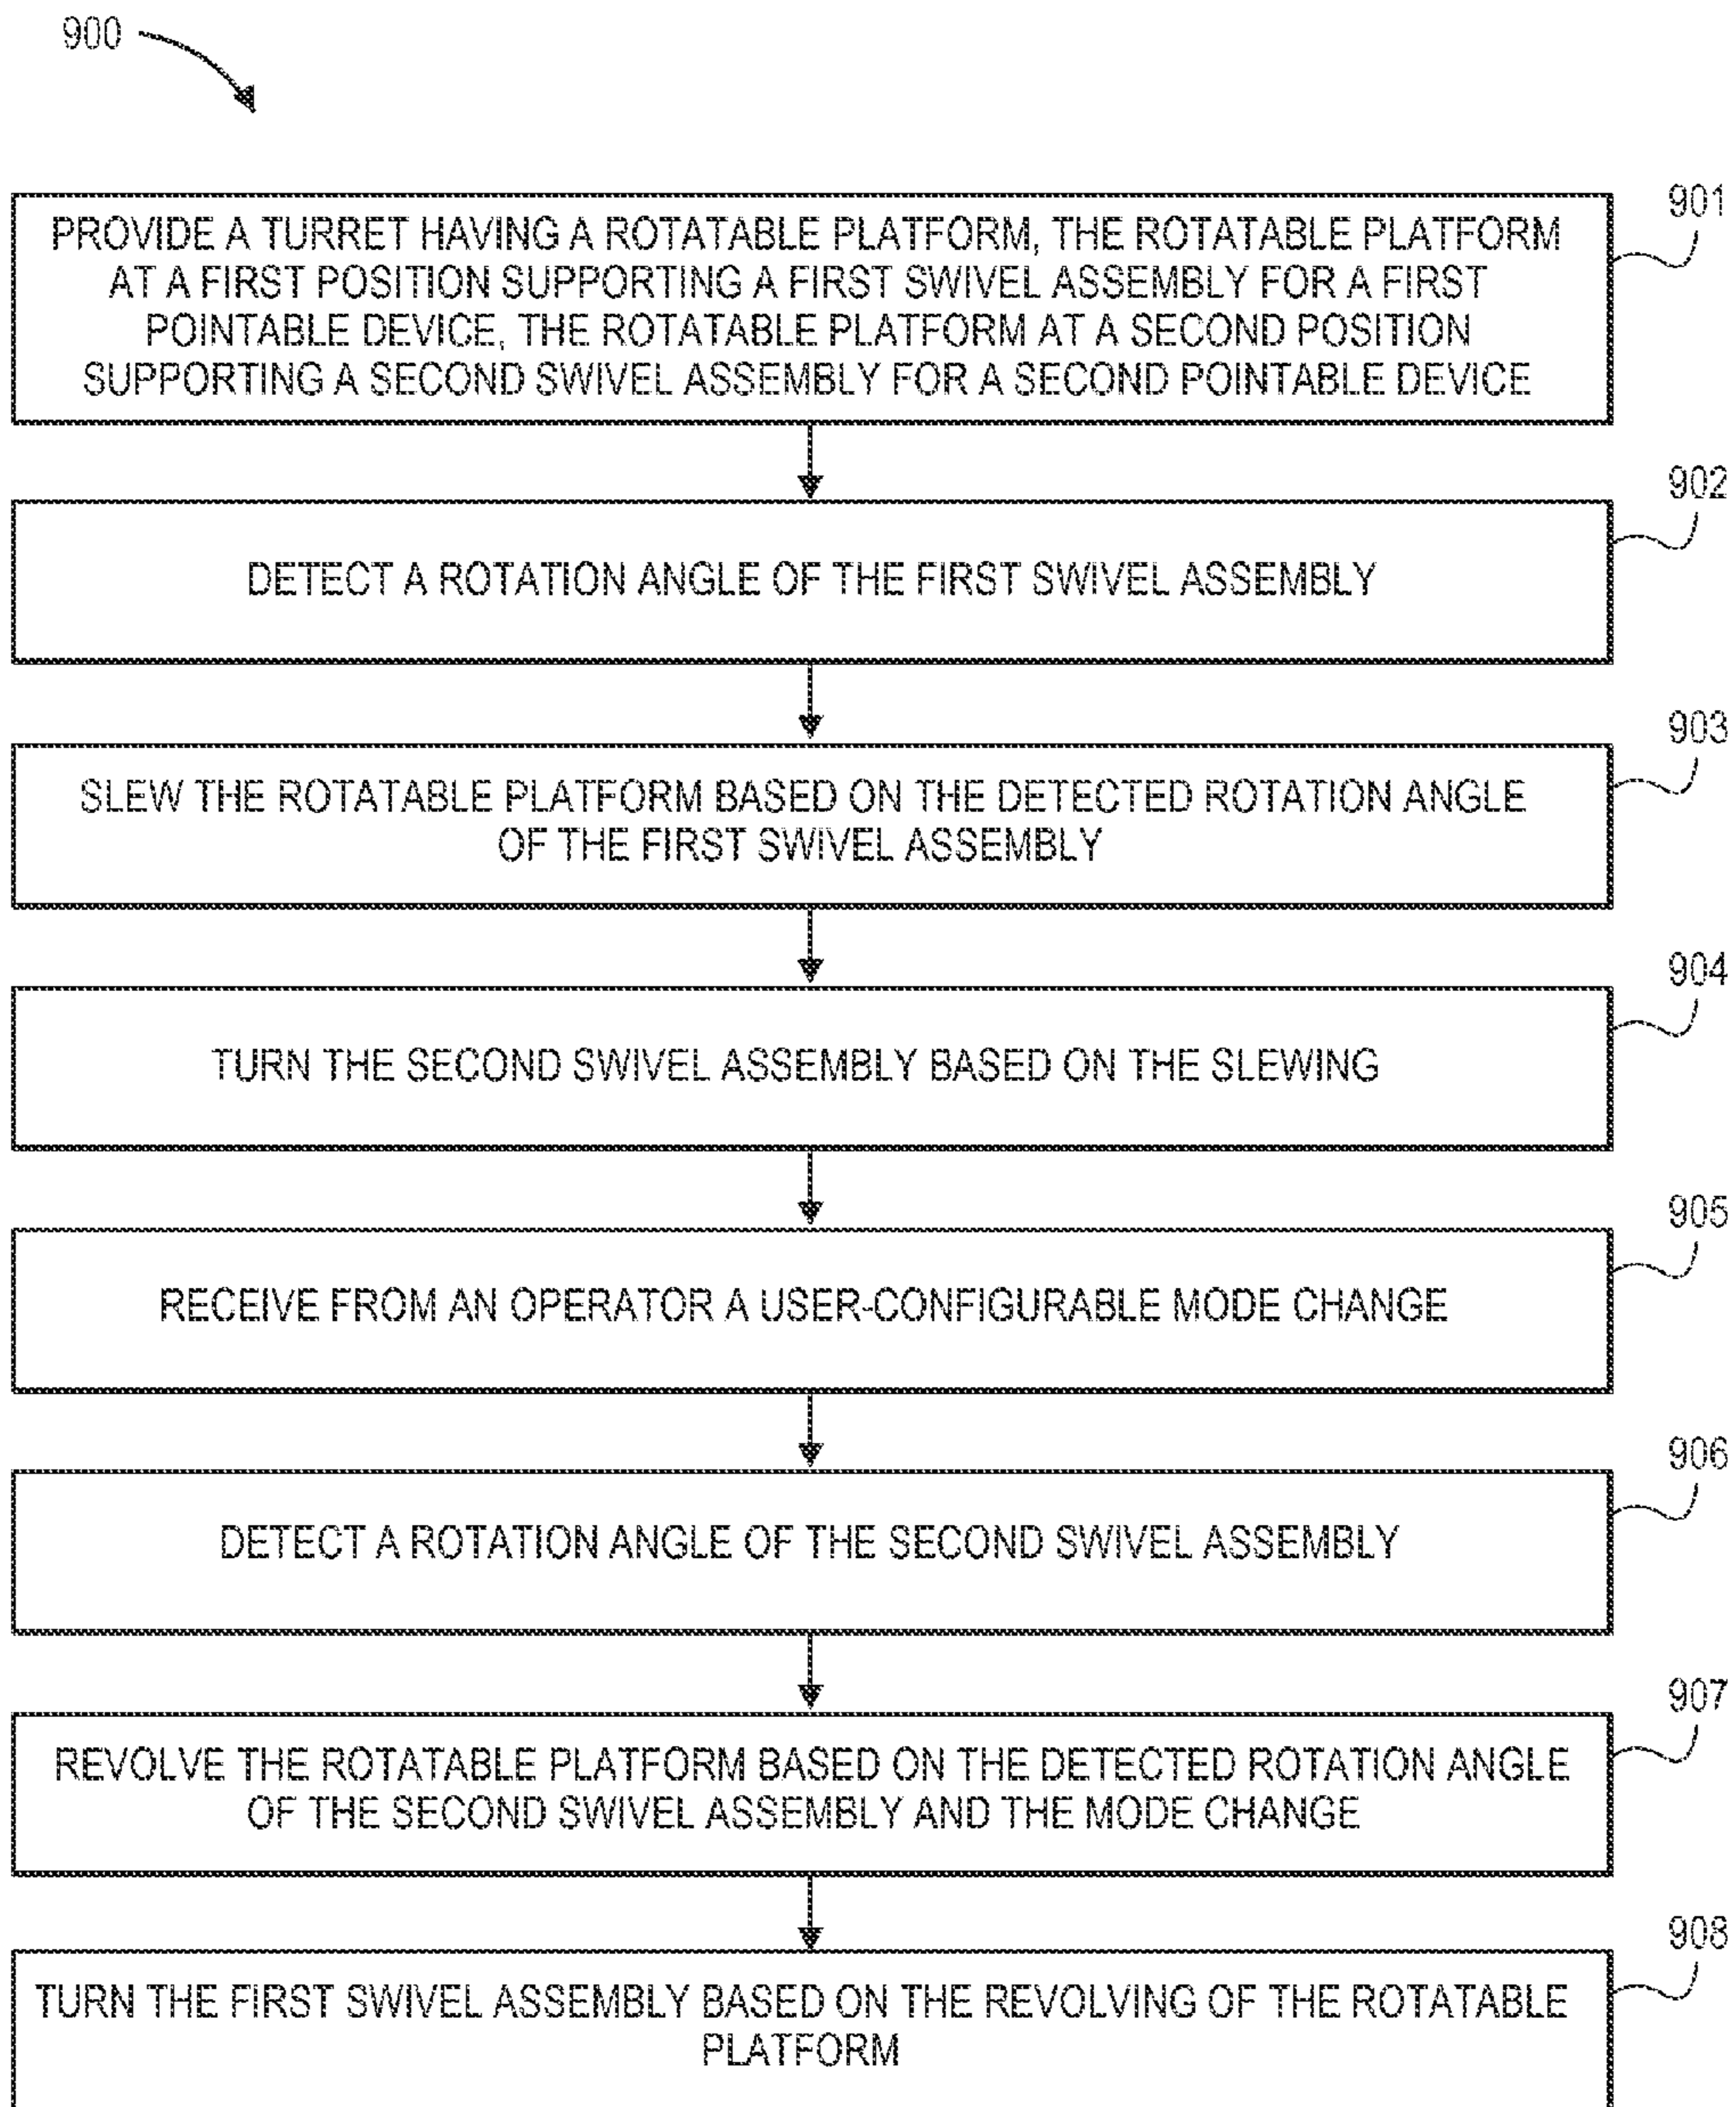 900
901
PROVIDE A TURRET HAVING A ROTATABLE PLATFORM, THE ROTATABLE PLATFORM
AT A FIRST POSITION SUPPORTING A FIRST SWIVEL ASSEMBLY FOR A FIRST
POINTABLE DEVICE, THE ROTATABLE PLATFORM AT A SECOND POSITION
SUPPORTING A SECOND SWIVEL ASSEMBLY FOR A SECOND POINTABLE DEVICE
902
DETECT A ROTATION ANGLE OF THE FIRST SWIVEL ASSEMBLY
903
SLEW THE ROTATABLE PLATFORM BASED ON THE DETECTED ROTATION ANGLE
OF THE FIRST SWIVEL ASSEMBLY
904
TURN THE SECOND SWIVEL ASSEMBLY BASED ON THE SLEWING
905
RECEIVE FROM AN OPERATOR A USER-CONFIGURABLE MODE CHANGE
906
DETECT A ROTATION ANGLE OF THE SECOND SWIVEL ASSEMBLY
907
REVOLVE THE ROTATABLE PLATFORM BASED ON THE DETECTED ROTATION ANGLE
OF THE SECOND SWIVEL ASSEMBLY AND THE MODE CHANGE
908
TURN THE FIRST SWIVEL ASSEMBLY BASED ON THE REVOLVING OF THE ROTATABLE
PLATFORM